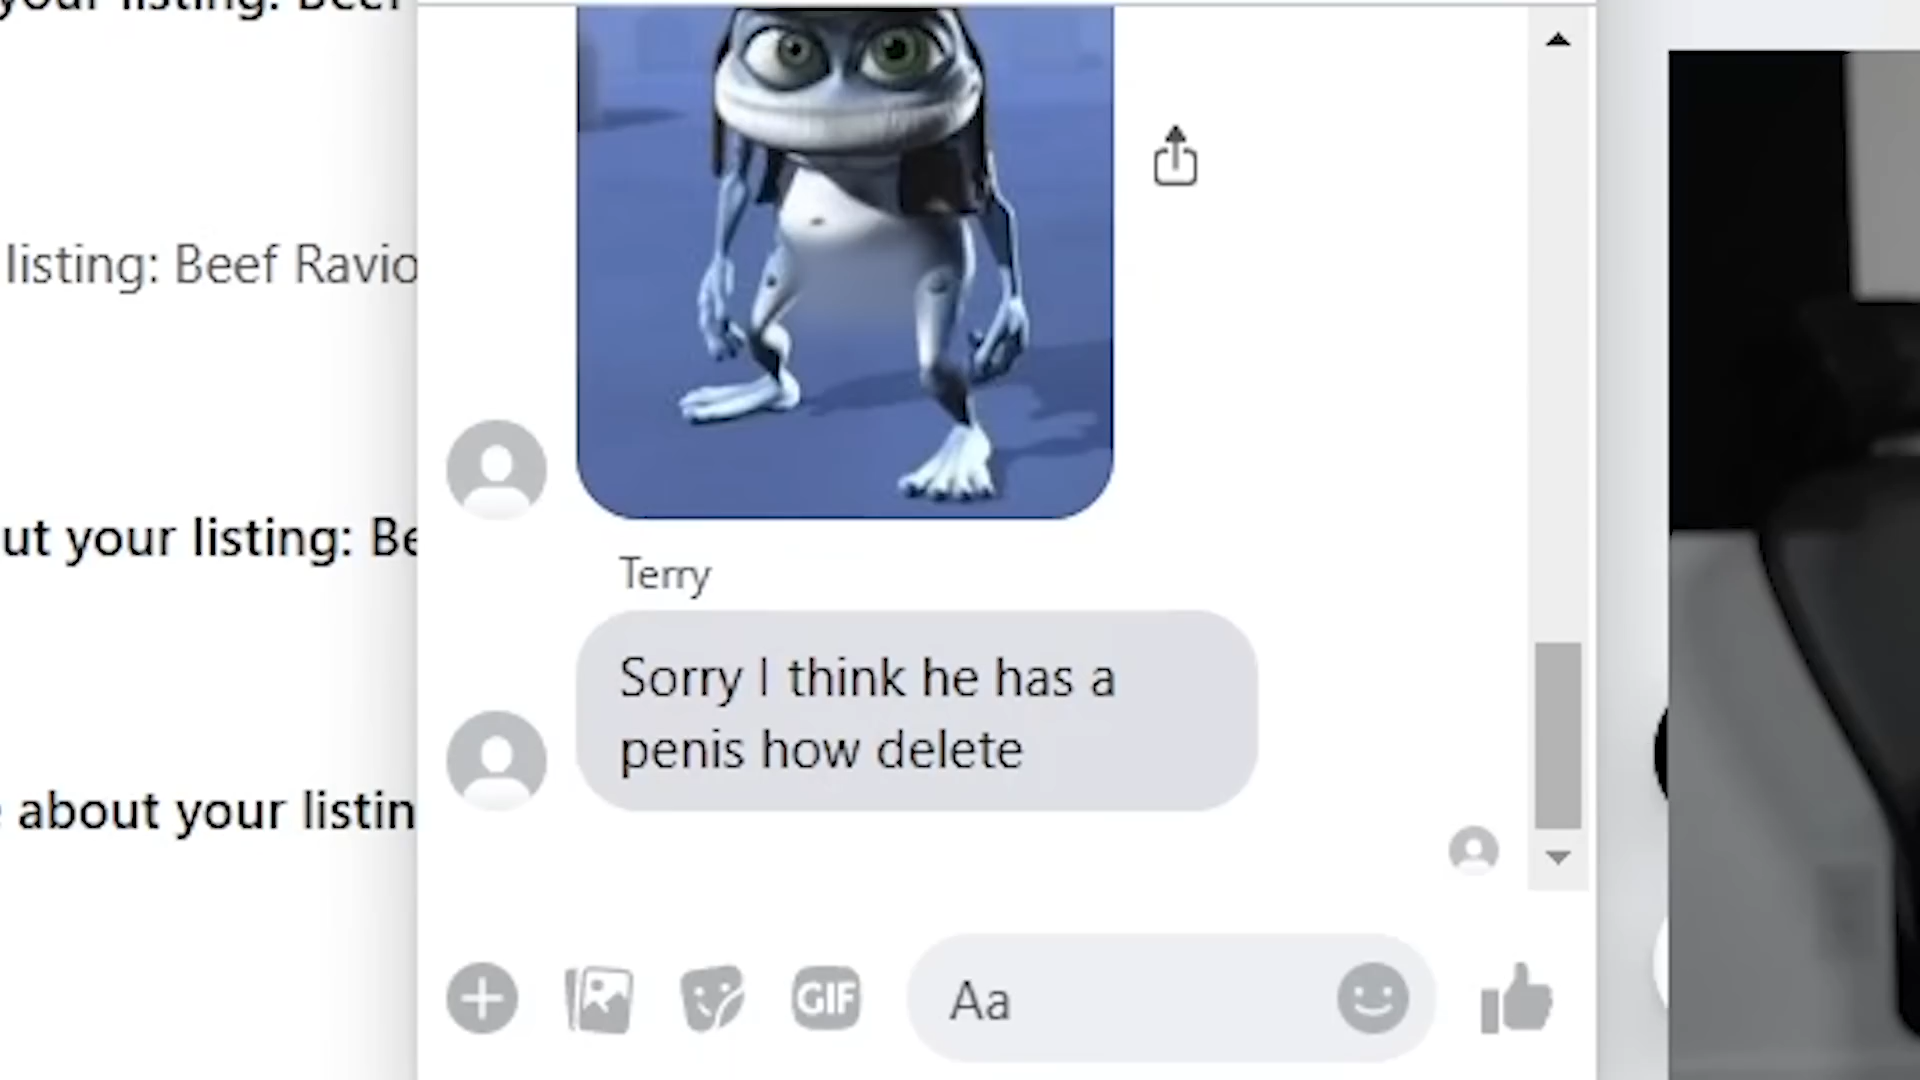 your listing: Beef
listing: Beef Ravio
ut your listing: Be
about your listin
Terry
Sorry I think he has a
penis how delete
GIF
Aa